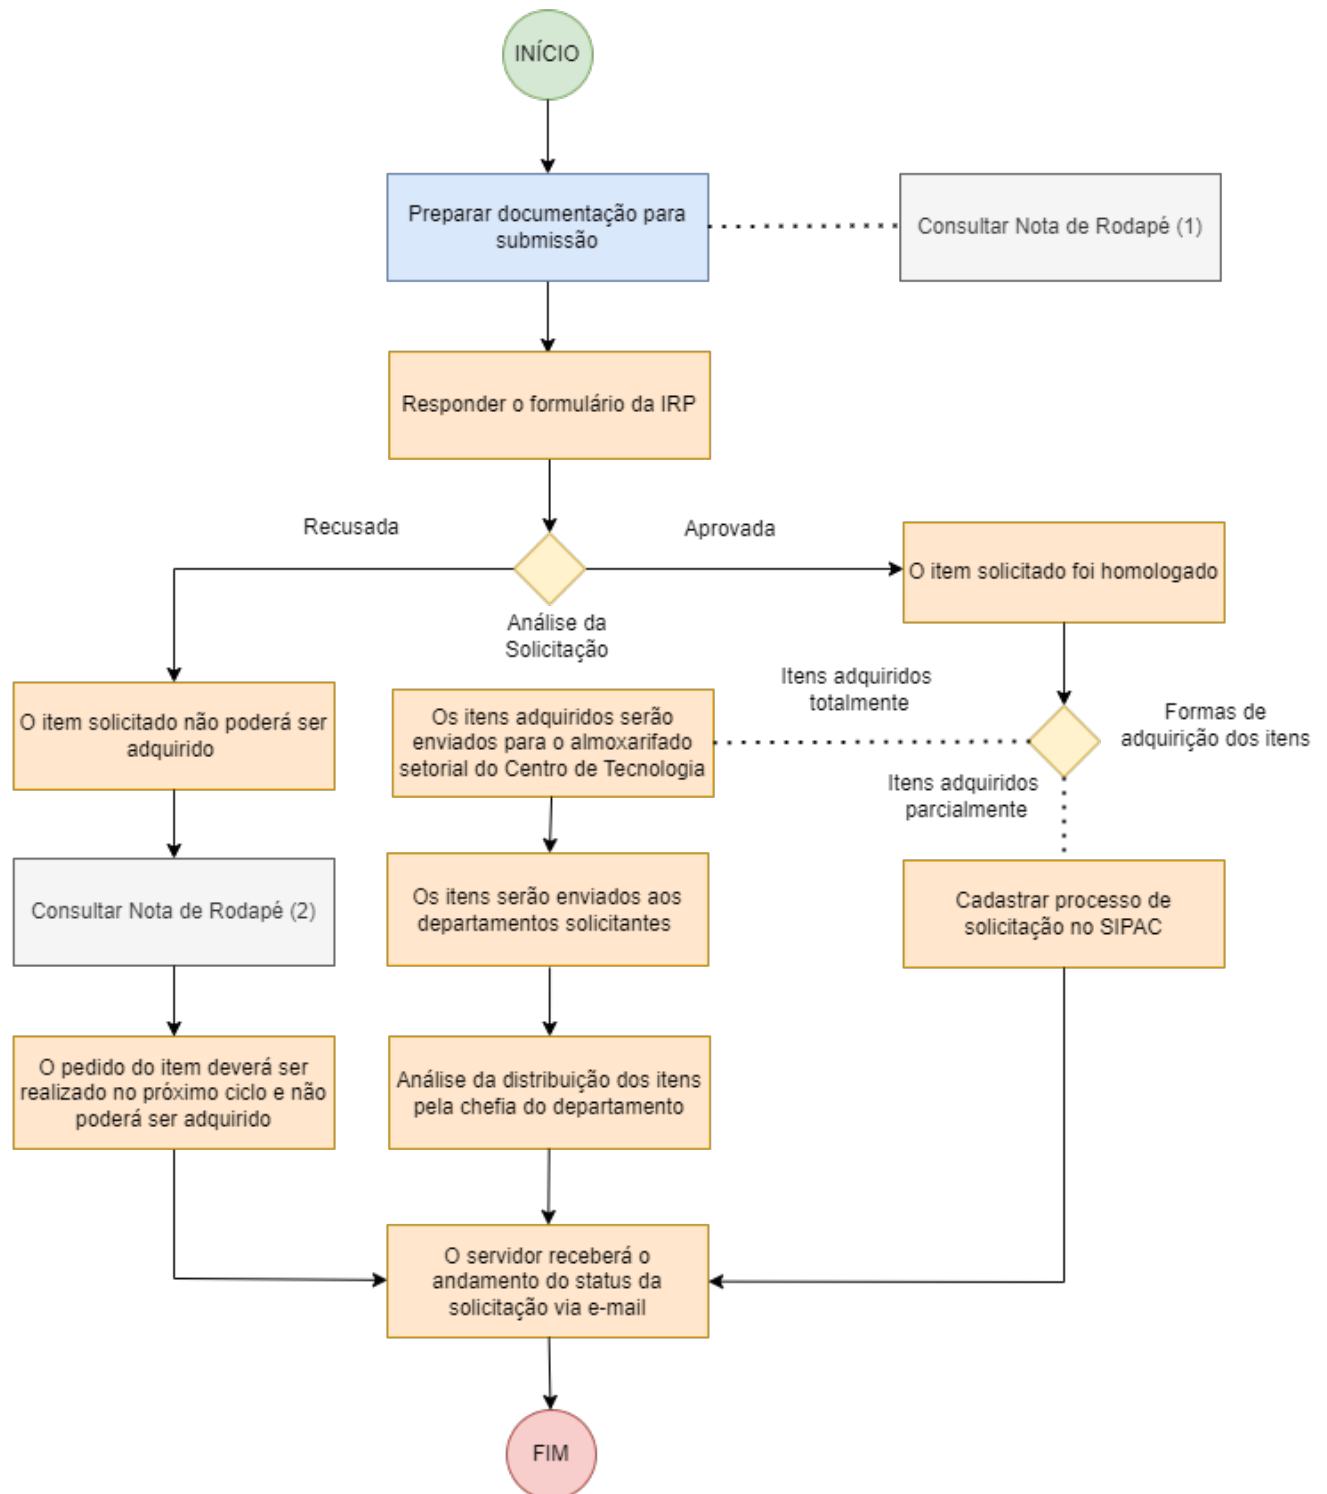 INÍCIO
Preparar documentação para
submissão
Consultar Nota de Rodapé (1)
Responder o formulário da IRP
Recusada
Aprovada
O item solicitado foi homologado
Análise da
Solicitação
Itens adquiridos
totalmente
Formas de
adquirição dos itens
O item solicitado não poderá ser
adquirido
Os itens adquiridos serão
enviados para o almoxarifado
setorial do Centro de Tecnologia
Itens adquiridos
parcialmente
Consultar Nota de Rodapé (2)
Os itens serão enviados aos
departamentos solicitantes
Cadastrar processo de
solicitação no SIPAC
O pedido do item deverá ser
realizado no próximo ciclo e não
poderá ser adquirido
Análise da distribuição dos itens
pela chefia do departamento
O servidor receberá o
andamento do status da
solicitação via e-mail
FIM